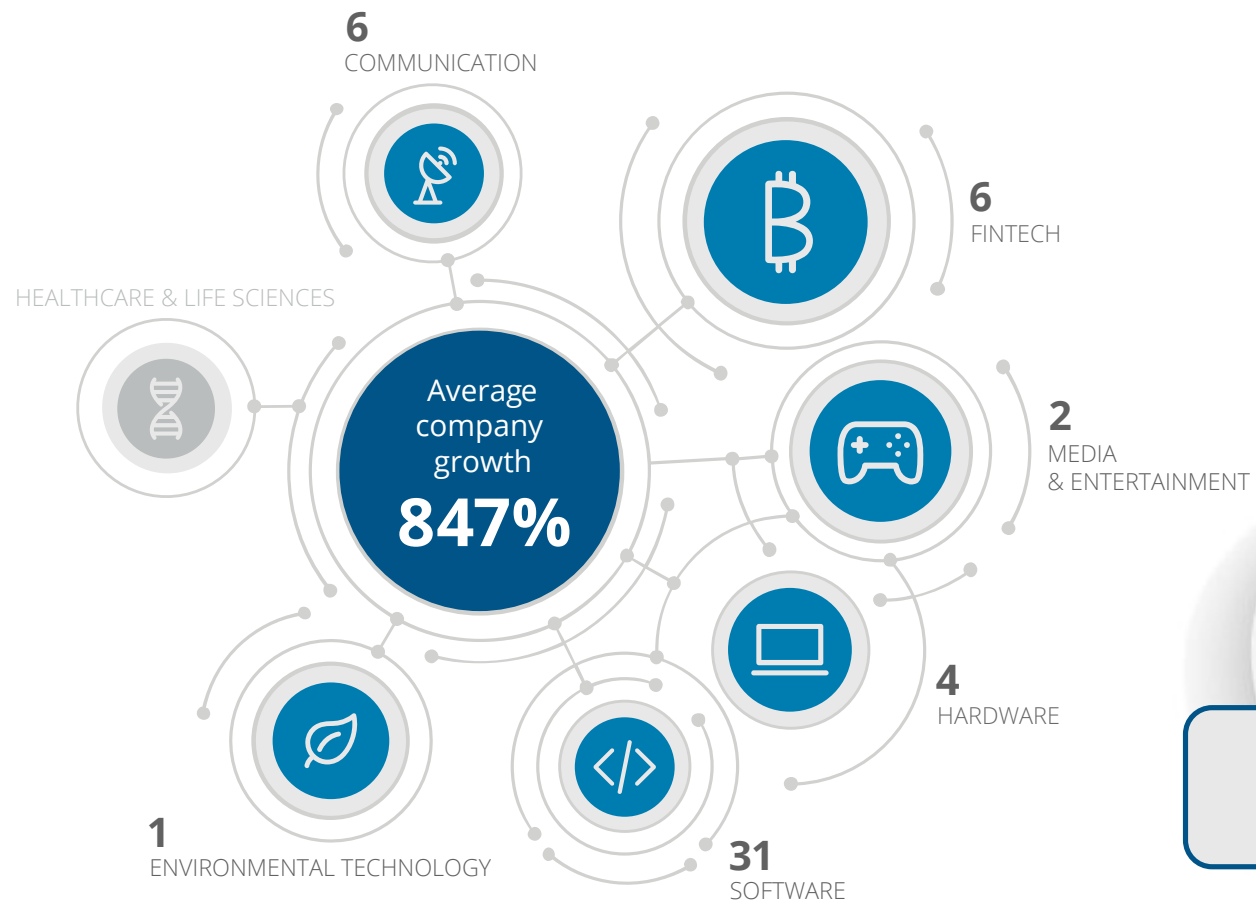 6
COMMUNICATION
6
FINTECH
HEALTHCARE & LIFE SCIENCES
Average
company
growth
847%
2
MEDIA
& ENTERTAINMENT
4
HARDWARE
1
ENVIRONMENTAL TECHNOLOGY
31
SOFTWARE